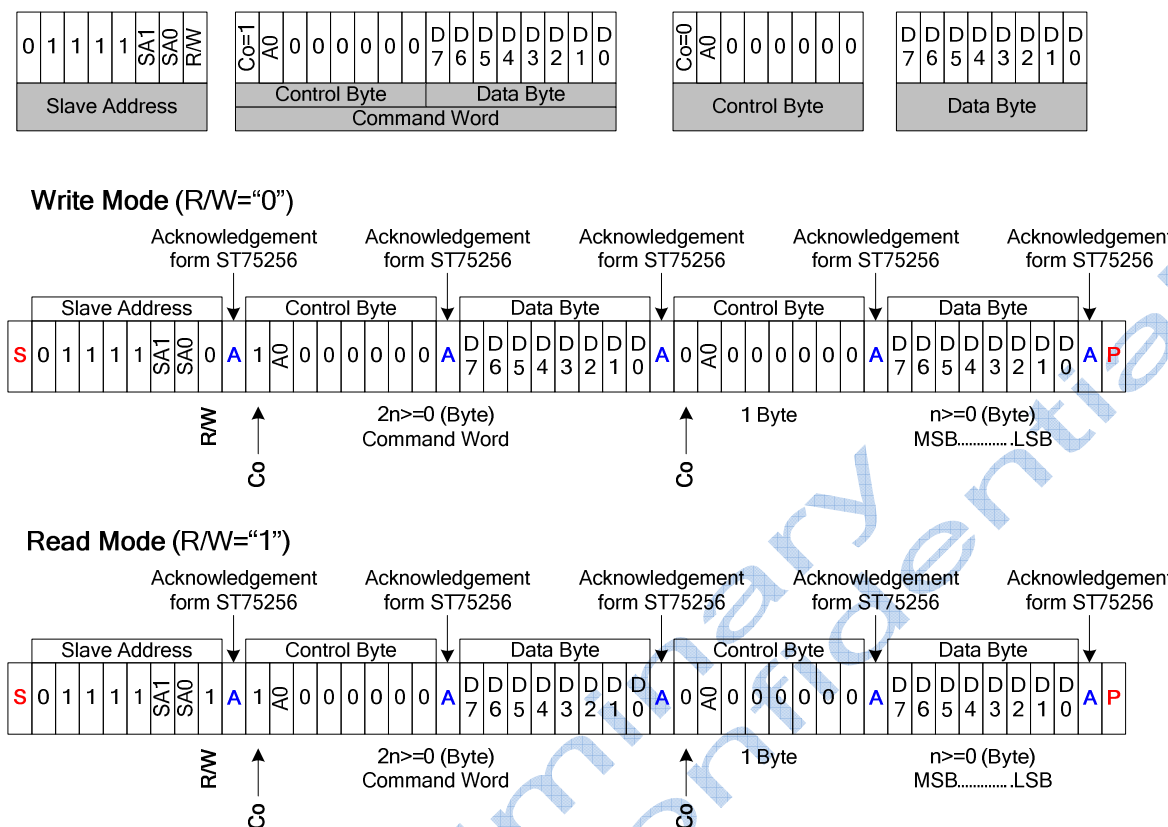 0 1 1 1 1 SA1 SA0 R/W
Slave Address
Co=1 A0 0 0 0 0 0 0 D7 D6 D5 D4 D3 D2 D1 D0
Control Byte Data Byte
Command Word
Co=0 A0 0 0 0 0 0 0
Control Byte
D7 D6 D5 D4 D3 D2 D1 D0
Data Byte
Write Mode (R/W=“0”)
Acknowledgement Acknowledgement Acknowledgement Acknowledgement Acknowledgement
form ST75256 form ST75256 form ST75256 form ST75256 form ST75256
Slave Address Control Byte Data Byte Control Byte Data Byte
S 0 1 1 1 1 SA1 SA0 0 A 1 A0 0 0 0 0 0 0 A D7 D6 D5 D4 D3 D2 D1 D0 A 0 A0 0 0 0 0 0 0 A D7 D6 D5 D4 D3 D2 D1 D0 A P
R/W 2n>=0 (Byte) 1 Byte n>=0 (Byte)
Command Word MSB..............LSB
Co Co
Read Mode (R/W=“1”)
Acknowledgement Acknowledgement Acknowledgement Acknowledgement Acknowledgement
form ST75256 form ST75256 form ST75256 form ST75256 form ST75256
Slave Address Control Byte Data Byte Control Byte Data Byte
S 0 1 1 1 1 SA1 SA0 1 A 1 A0 0 0 0 0 0 0 A D7 D6 D5 D4 D3 D2 D1 D0 A 0 A0 0 0 0 0 0 0 A D7 D6 D5 D4 D3 D2 D1 D0 A P
R/W 2n>=0 (Byte) 1 Byte n>=0 (Byte)
Command Word MSB..............LSB
Co Co